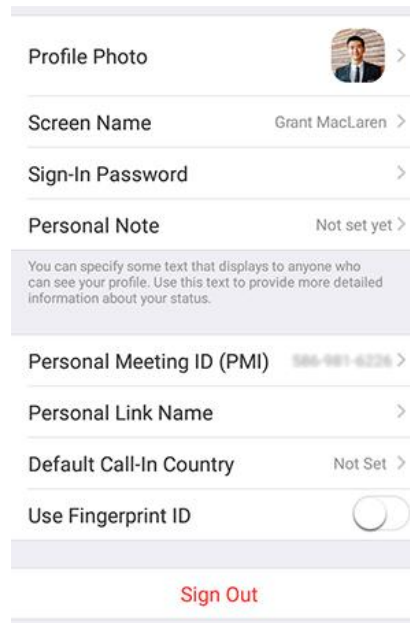 Profile Photo
Screen Name Grant MacLaren
Sign-In Password
Personal Note Not set yet
You can specify some text that displays to anyone who
can see your profile. Use this text to provide more detailed
information about your status.
Personal Meeting ID (PMI)
Personal Link Name
Default Call-In Country Not Set
Use Fingerprint ID
Sign Out